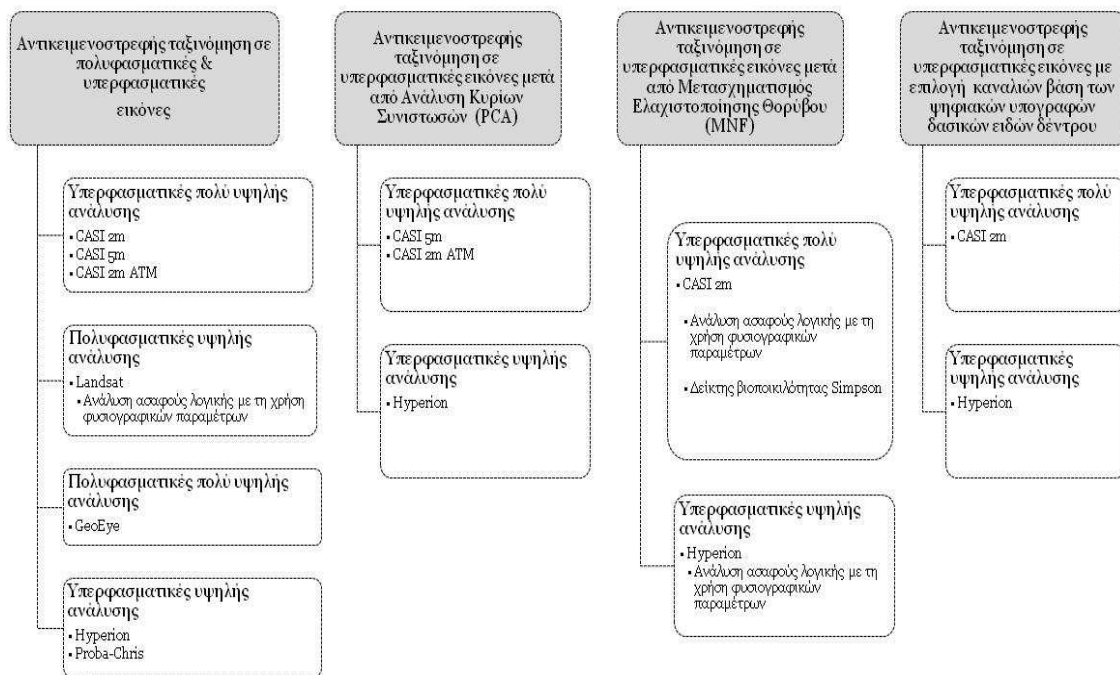 Αντικειμενοστρεφής ταξινόμηση σε
πολυφασματικές &
υπερφασματικές
εικόνες
Υπερφασματικές πολύ υψηλής
ανάλυσης
▪ CASI 2m
▪ CASI 5m
▪ CASI 2m ATM
Πολυφασματικές υψηλής
ανάλυσης
▪ Landsat
▪ Ανάλυση ασαφούς λογικής με τη χρήση
φυσιογραφικών παραμέτρων
Πολυφασματικές πολύ υψηλής
ανάλυσης
▪ GeoEye
Υπερφασματικές υψηλής
ανάλυσης
▪ Hyperion
▪ Proba-Chris
Αντικειμενοστρεφής
ταξινόμηση σε
υπερφασματικές εικόνες μετά
από Ανάλυση Κυρίων
Συνιστωσών (PCA)
Υπερφασματικές πολύ
υψηλής ανάλυσης
▪ CASI 5m
▪ CASI 2m ATM
Υπερφασματικές υψηλής
ανάλυσης
▪ Hyperion
Αντικειμενοστρεφής
ταξινόμηση σε
υπερφασματικές εικόνες μετά
από Μετασχηματισμός
Ελαχιστοποίησης Θορύβου
(MNF)
Υπερφασματικές πολύ
υψηλής ανάλυσης
▪ CASI 2m
▪ Ανάλυση ασαφούς λογικής με τη
χρήση φυσιογραφικών
παραμέτρων
▪ Δείκτης βιοποικιλότητας Simpson
Υπερφασματικές υψηλής
ανάλυσης
▪ Hyperion
▪ Ανάλυση ασαφούς λογικής με τη
χρήση φυσιογραφικών
παραμέτρων
Αντικειμενοστρεφής
ταξινόμηση σε
υπερφασματικές εικόνες με
επιλογή καναλιών βάση των
ψηφιακών υπογραφων
δασικών ειδών δέντρου
Υπερφασματικές πολύ
υψηλής ανάλυσης
▪ CASI 2m
Υπερφασματικές
υψηλής ανάλυσης
▪ Hyperion